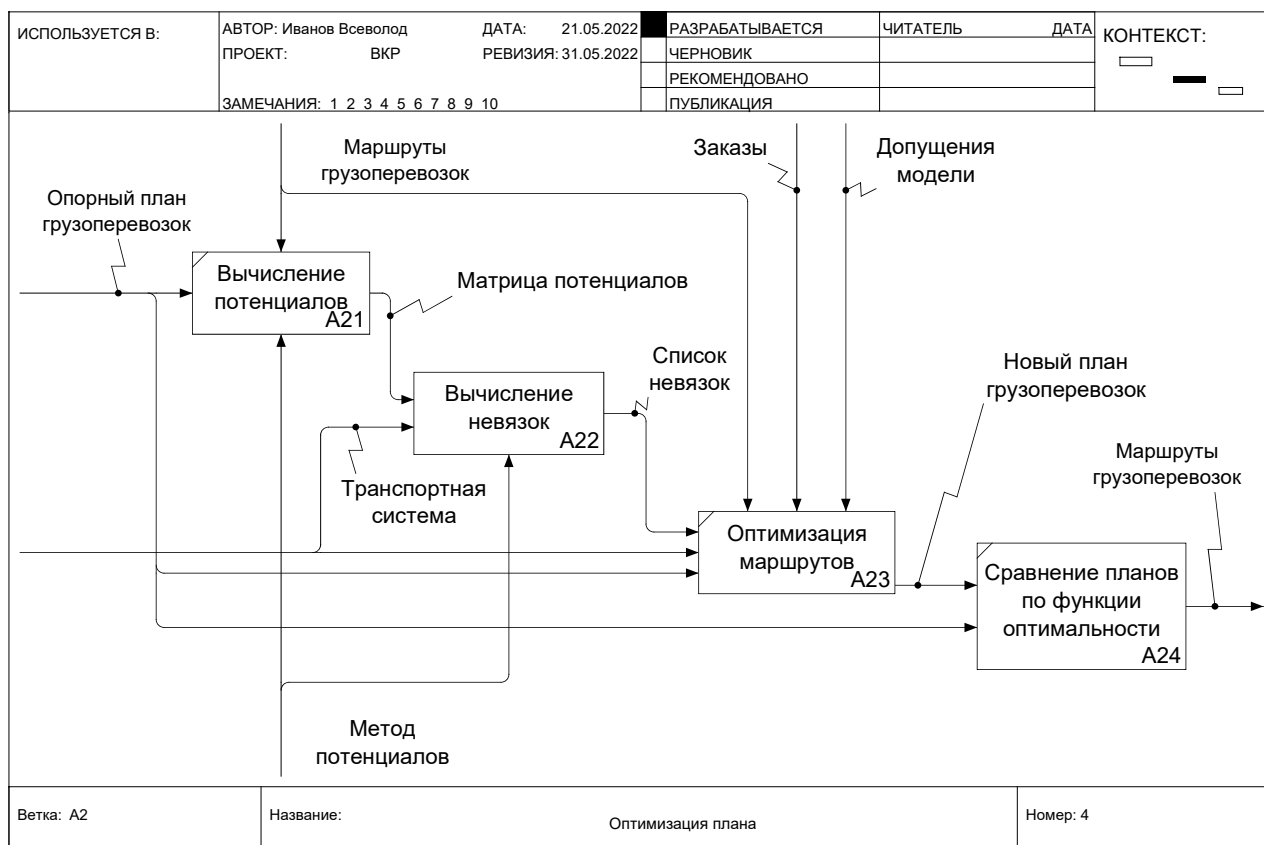 ИСПОЛЬЗУЕТСЯ В:
АВТОР: Иванов Всеволод
ДАТА: 21.05.2022
ПРОЕКТ: ВКР
РЕВИЗИЯ: 31.05.2022
ЗАМЕЧАНИЯ: 1 2 3 4 5 6 7 8 9 10
РАЗРАБАТЫВАЕТСЯ
ЧЕРНОВИК
РЕКОМЕНДОВАНО
ПУБЛИКАЦИЯ
ЧИТАТЕЛЬ
ДАТА
КОНТЕКСТ:
Маршруты
грузоперевозок
Заказы
Допущения
модели
Опорный план
грузоперевозок
Вычисление
потенциалов
A21
Матрица потенциалов
Вычисление
невязок
A22
Список
невязок
Новый план
грузоперевозок
Транспортная
система
Оптимизация
маршрутов
A23
Маршруты
грузоперевозок
Сравнение планов
по функции
оптимальности
A24
Метод
потенциалов
Ветка: A2
Название:
Оптимизация плана
Номер: 4